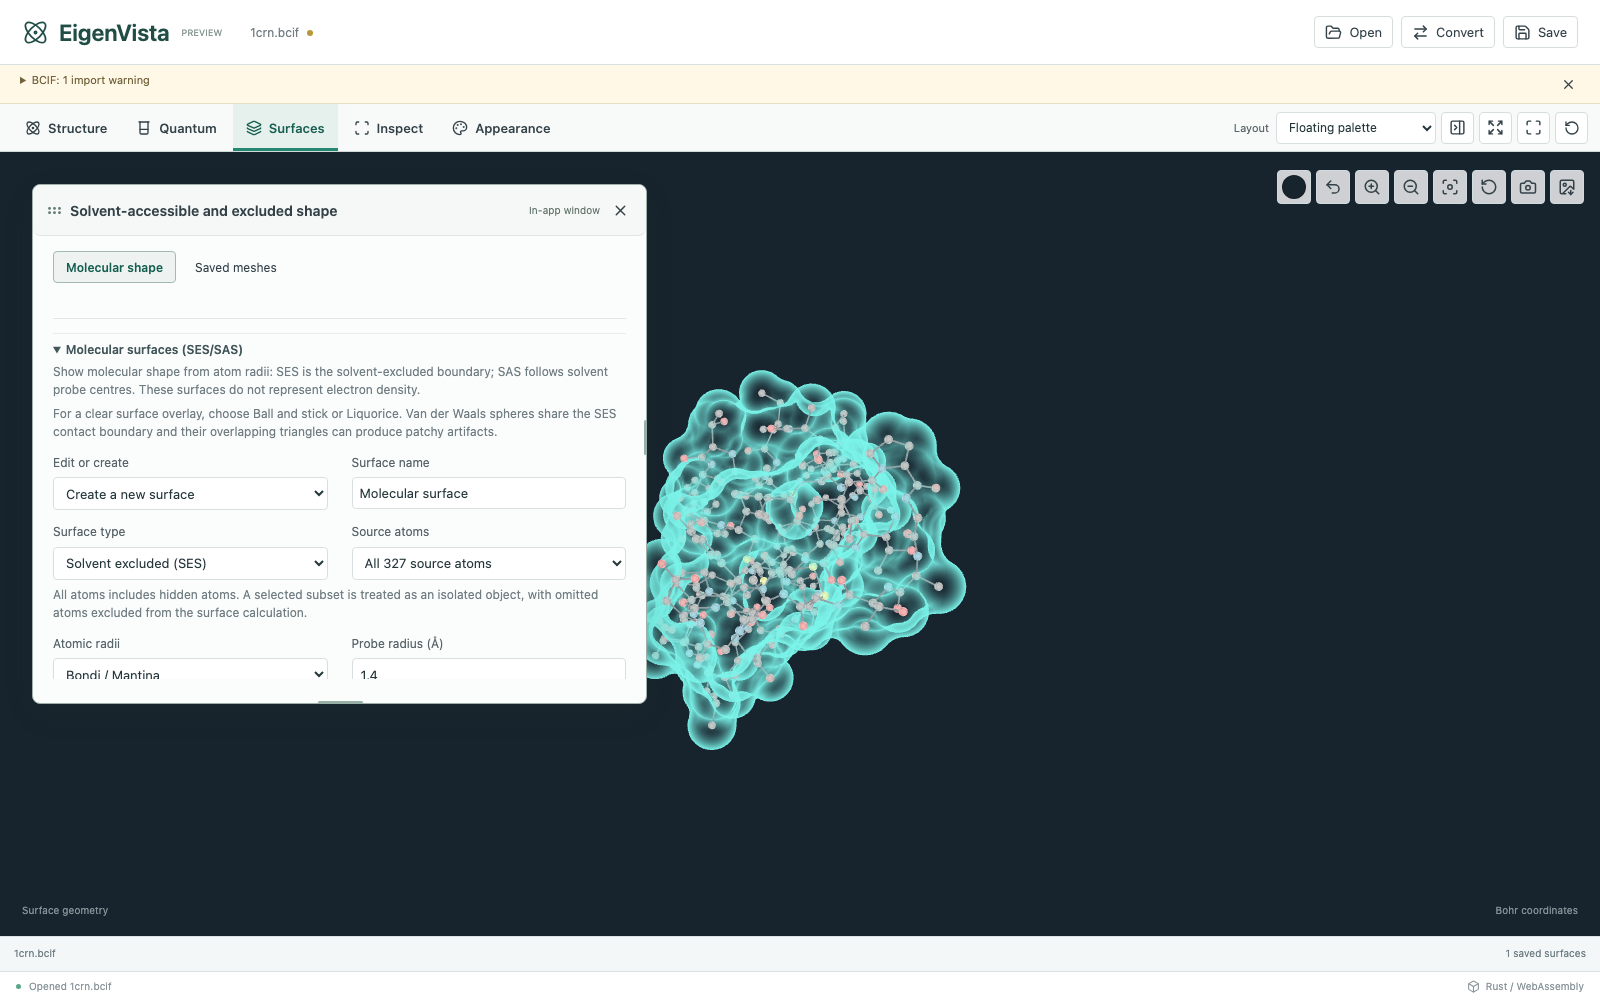 EigenVista PREVIEW 1crn.bcif Open Convert Save
BCIF: 1 import warning
Structure Quantum Surfaces Inspect Appearance Layout Floating palette
Solvent-accessible and excluded shape In-app window
Molecular shape Saved meshes
Molecular surfaces (SES/SAS)
Show molecular shape from atom radii: SES is the solvent-excluded boundary; SAS follows solvent
probe centres. These surfaces do not represent electron density.
For a clear surface overlay, choose Ball and stick or Liquorice. Van der Waals spheres share the SES
contact boundary and their overlapping triangles can produce patchy artifacts.
Edit or create Surface name
Create a new surface Molecular surface
Surface type Source atoms
Solvent excluded (SES) All 327 source atoms
All atoms includes hidden atoms. A selected subset is treated as an isolated object, with omitted
atoms excluded from the surface calculation.
Atomic radii Probe radius (Å)
Bondi / Mantina 1.4
Surface geometry Bohr coordinates
1crn.bcif 1 saved surfaces
Opened 1crn.bcif Rust / WebAssembly